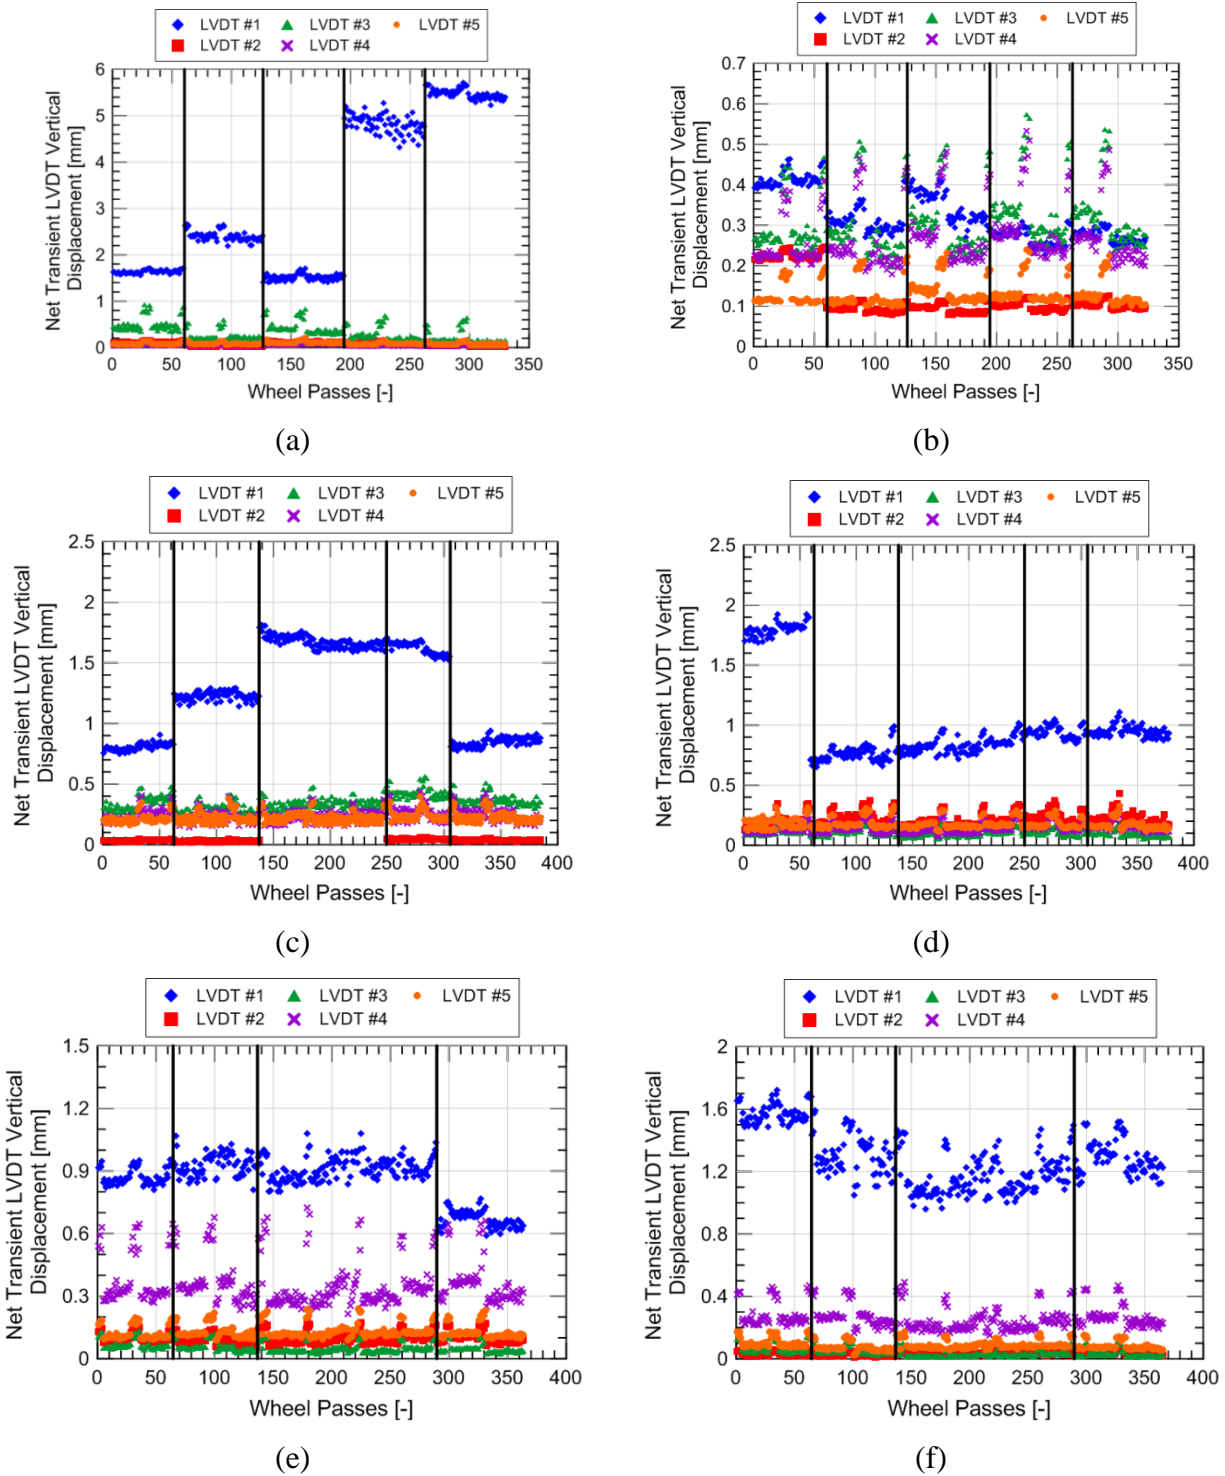 LVDT #1 LVDT #3 LVDT #5
LVDT #2 LVDT #4
Net Transient LVDT Vertical
Displacement [mm]
6
5
4
3
2
1
0
0 50 100 150 200 250 300 350
Wheel Passes [-]
(a)
LVDT #1 LVDT #3 LVDT #5
LVDT #2 LVDT #4
Net Transient LVDT Vertical
Displacement [mm]
0.7
0.6
0.5
0.4
0.3
0.2
0.1
0
0 50 100 150 200 250 300 350
Wheel Passes [-]
(b)
LVDT #1 LVDT #3 LVDT #5
LVDT #2 LVDT #4
Net Transient LVDT Vertical
Displacement [mm]
2.5
2
1.5
1
0.5
0
0 50 100 150 200 250 300 350 400
Wheel Passes [-]
(c)
LVDT #1 LVDT #3 LVDT #5
LVDT #2 LVDT #4
Net Transient LVDT Vertical
Displacement [mm]
2.5
2
1.5
1
0.5
0
0 50 100 150 200 250 300 350 400
Wheel Passes [-]
(d)
LVDT #1 LVDT #3 LVDT #5
LVDT #2 LVDT #4
Net Transient LVDT Vertical
Displacement [mm]
1.5
1.2
0.9
0.6
0.3
0
0 50 100 150 200 250 300 350 400
Wheel Passes [-]
(e)
LVDT #1 LVDT #3 LVDT #5
LVDT #2 LVDT #4
Net Transient LVDT Vertical
Displacement [mm]
2
1.6
1.2
0.8
0.4
0
0 50 100 150 200 250 300 350 400
Wheel Passes [-]
(f)